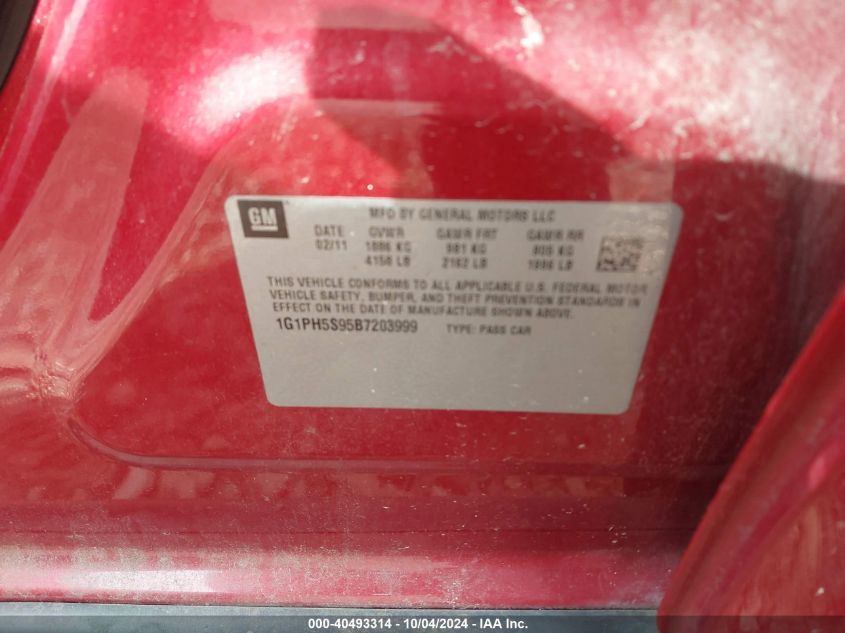 GM
MFD BY GENERAL MOTORS LLC
DATE GVWR GAWR FRT GAWR RR
02/11 1886 KG 981 KG 905 KG
4158 LB 2162 LB 1996 LB
THIS VEHICLE CONFORMS TO ALL APPLICABLE U.S. FEDERAL MOTOR
VEHICLE SAFETY, BUMPER, AND THEFT PREVENTION STANDARDS IN
EFFECT ON THE DATE OF MANUFACTURE SHOWN ABOVE.
1G1PH5S95B7203999 TYPE: PASS CAR
000-40493314 - 10/04/2024 - IAA Inc.